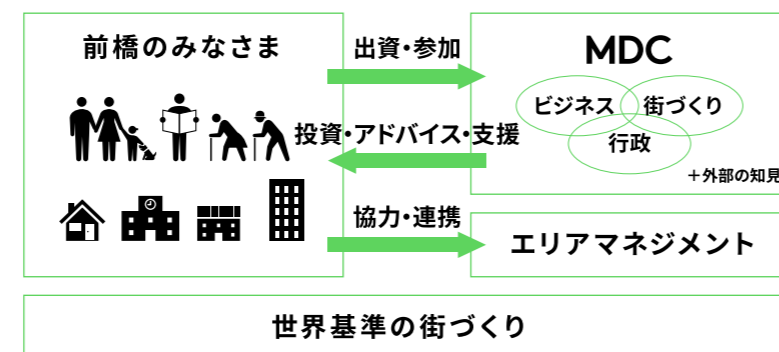 前橋のみなさま
出資・参加
MDC
ビジネス
街づくり
行政
＋外部の知見
投資・アドバイス・支援
協力・連携
エリアマネジメント
世界基準の街づくり